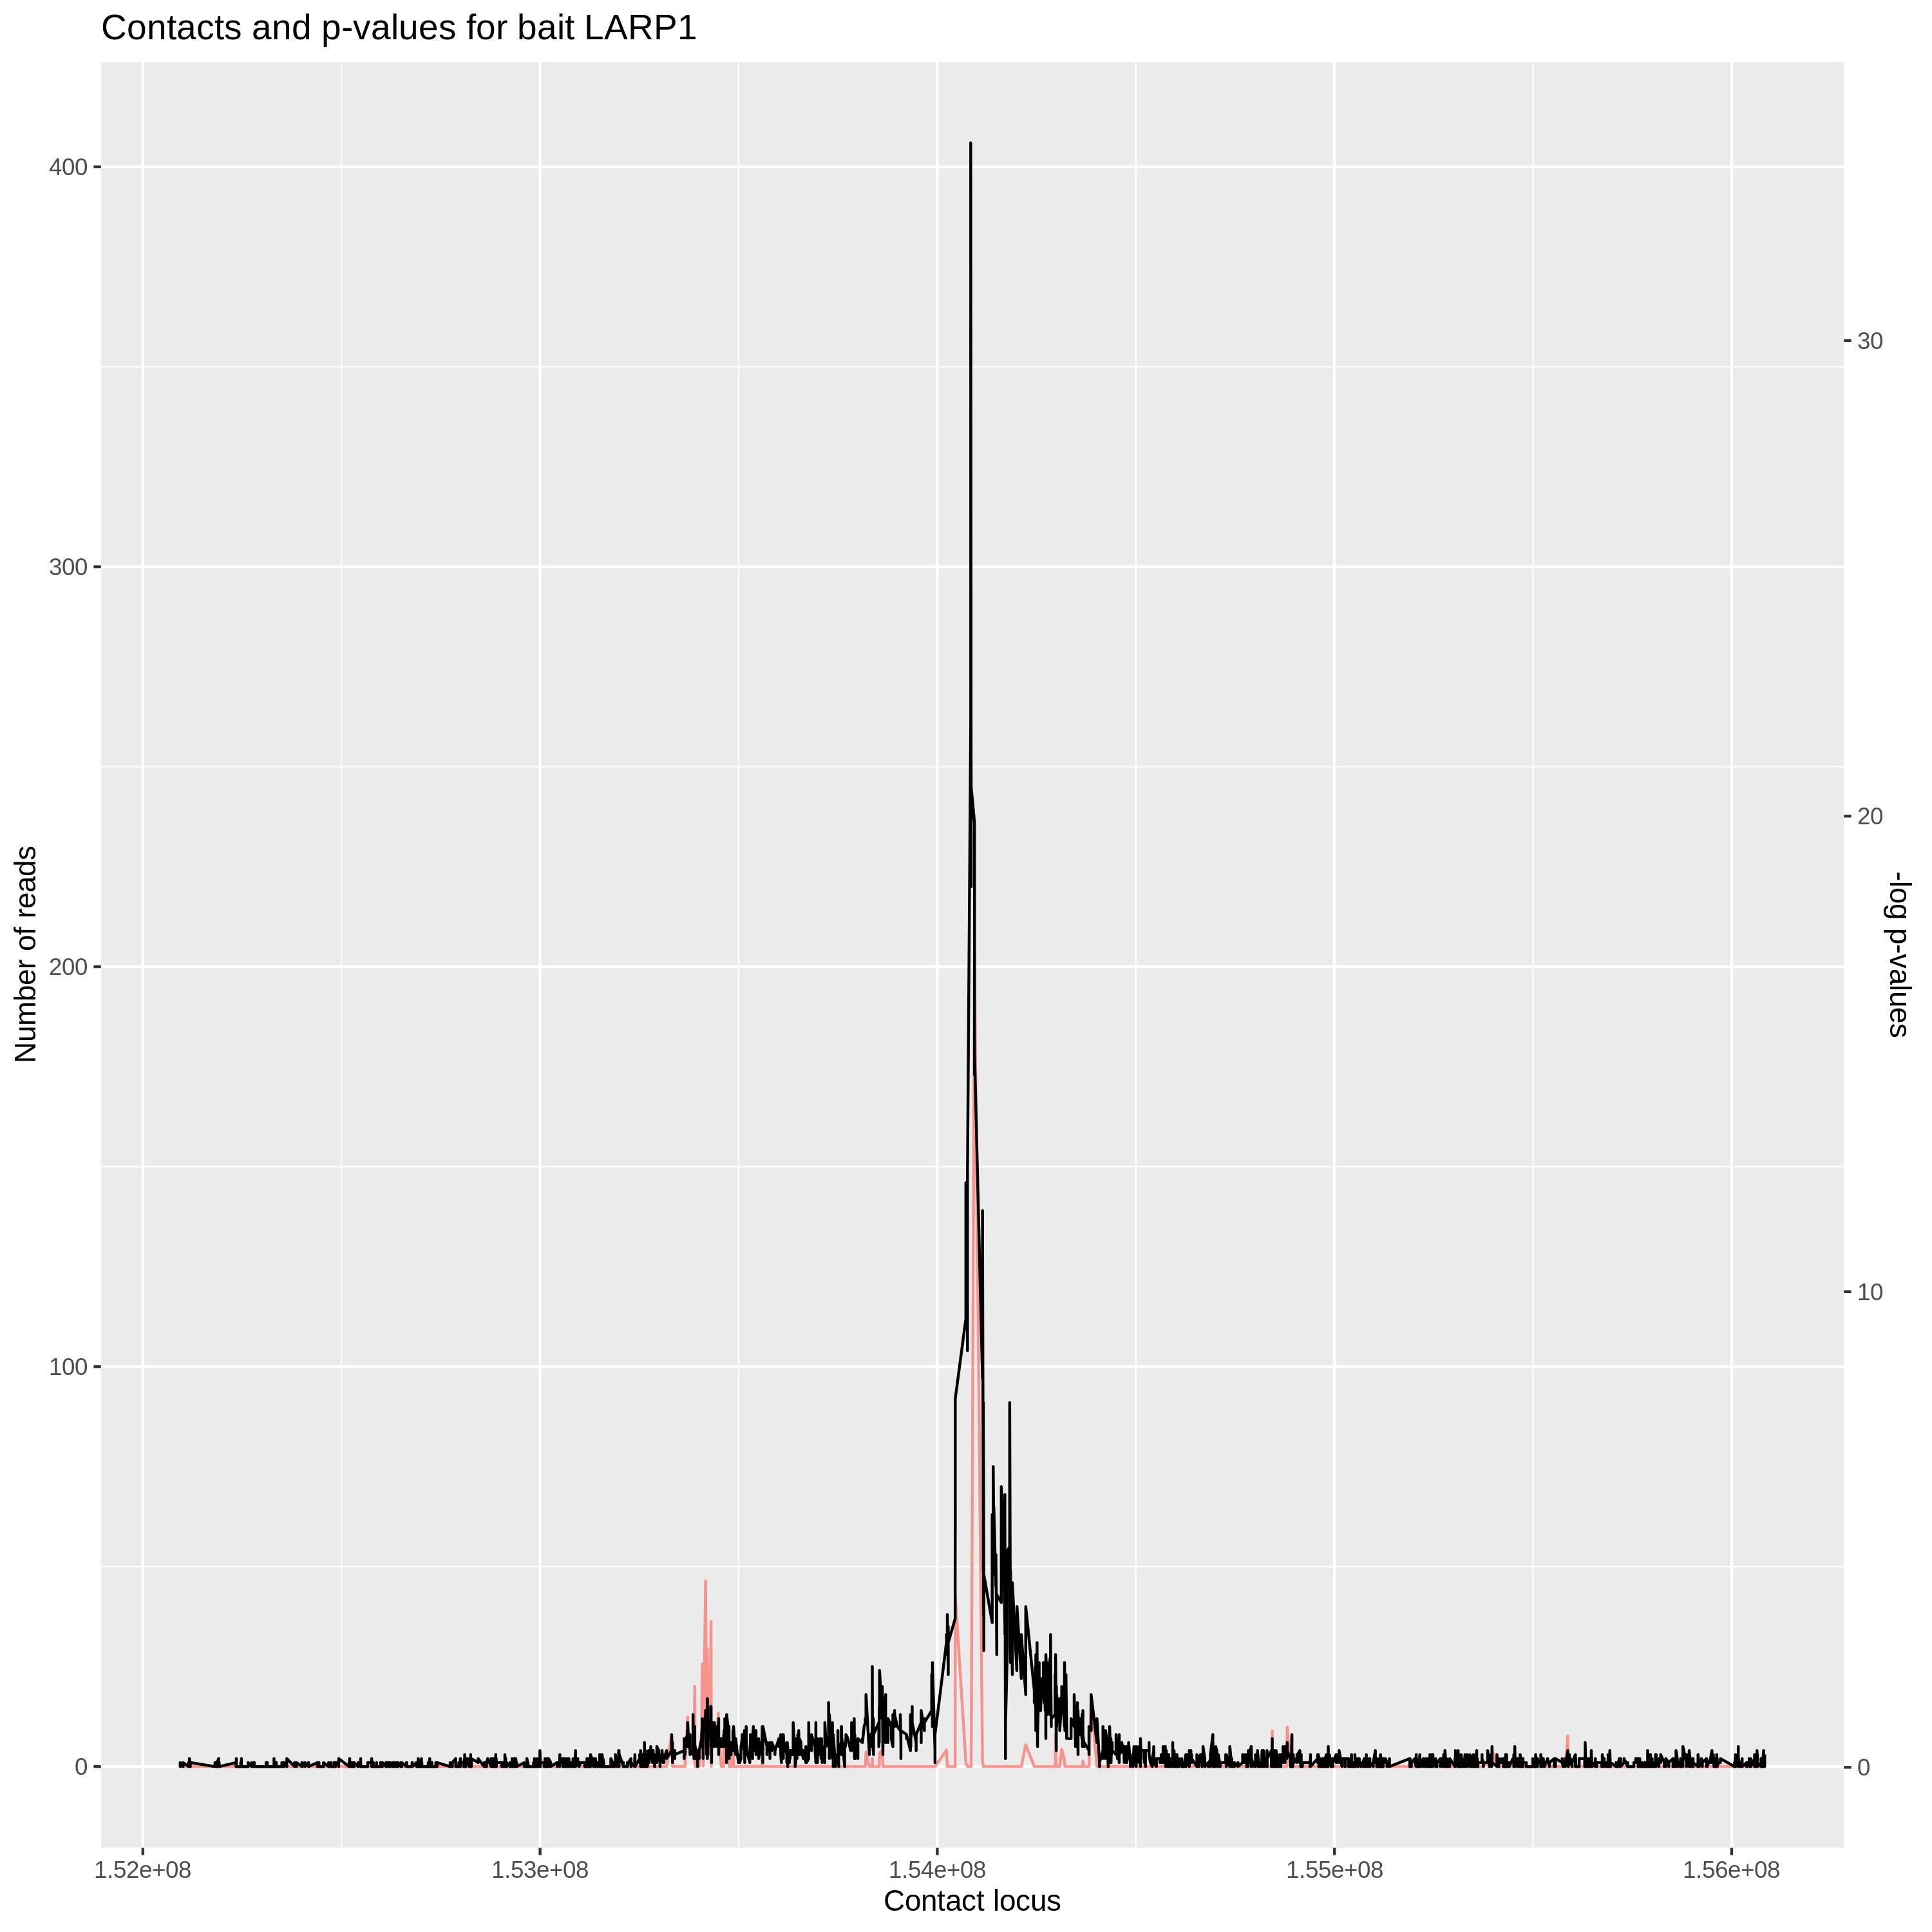 Contacts and p-values for bait LARP1
400
300
200
100
0
Number of reads
30
20
10
0
-log p-values
1.52e+08 1.53e+08 1.54e+08 1.55e+08 1.56e+08
Contact locus